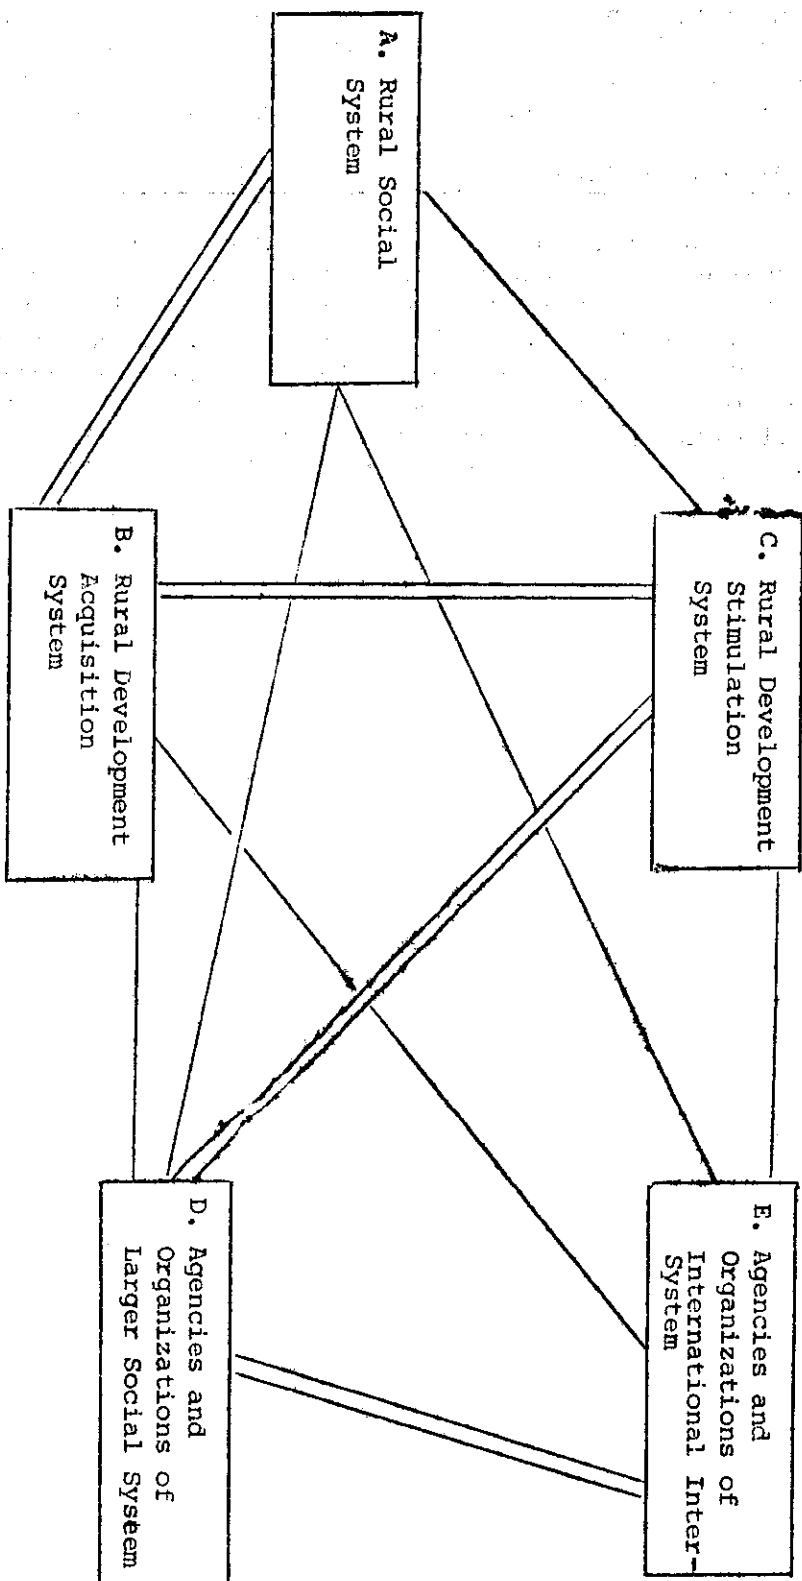 A. Rural Social
System
C. Rural Development
Stimulation
System
B. Rural Development
Acquisition
System
E. Agencies and
Organizations of
International Inter-
System
D. Agencies and
Organizations of
Larger Social System